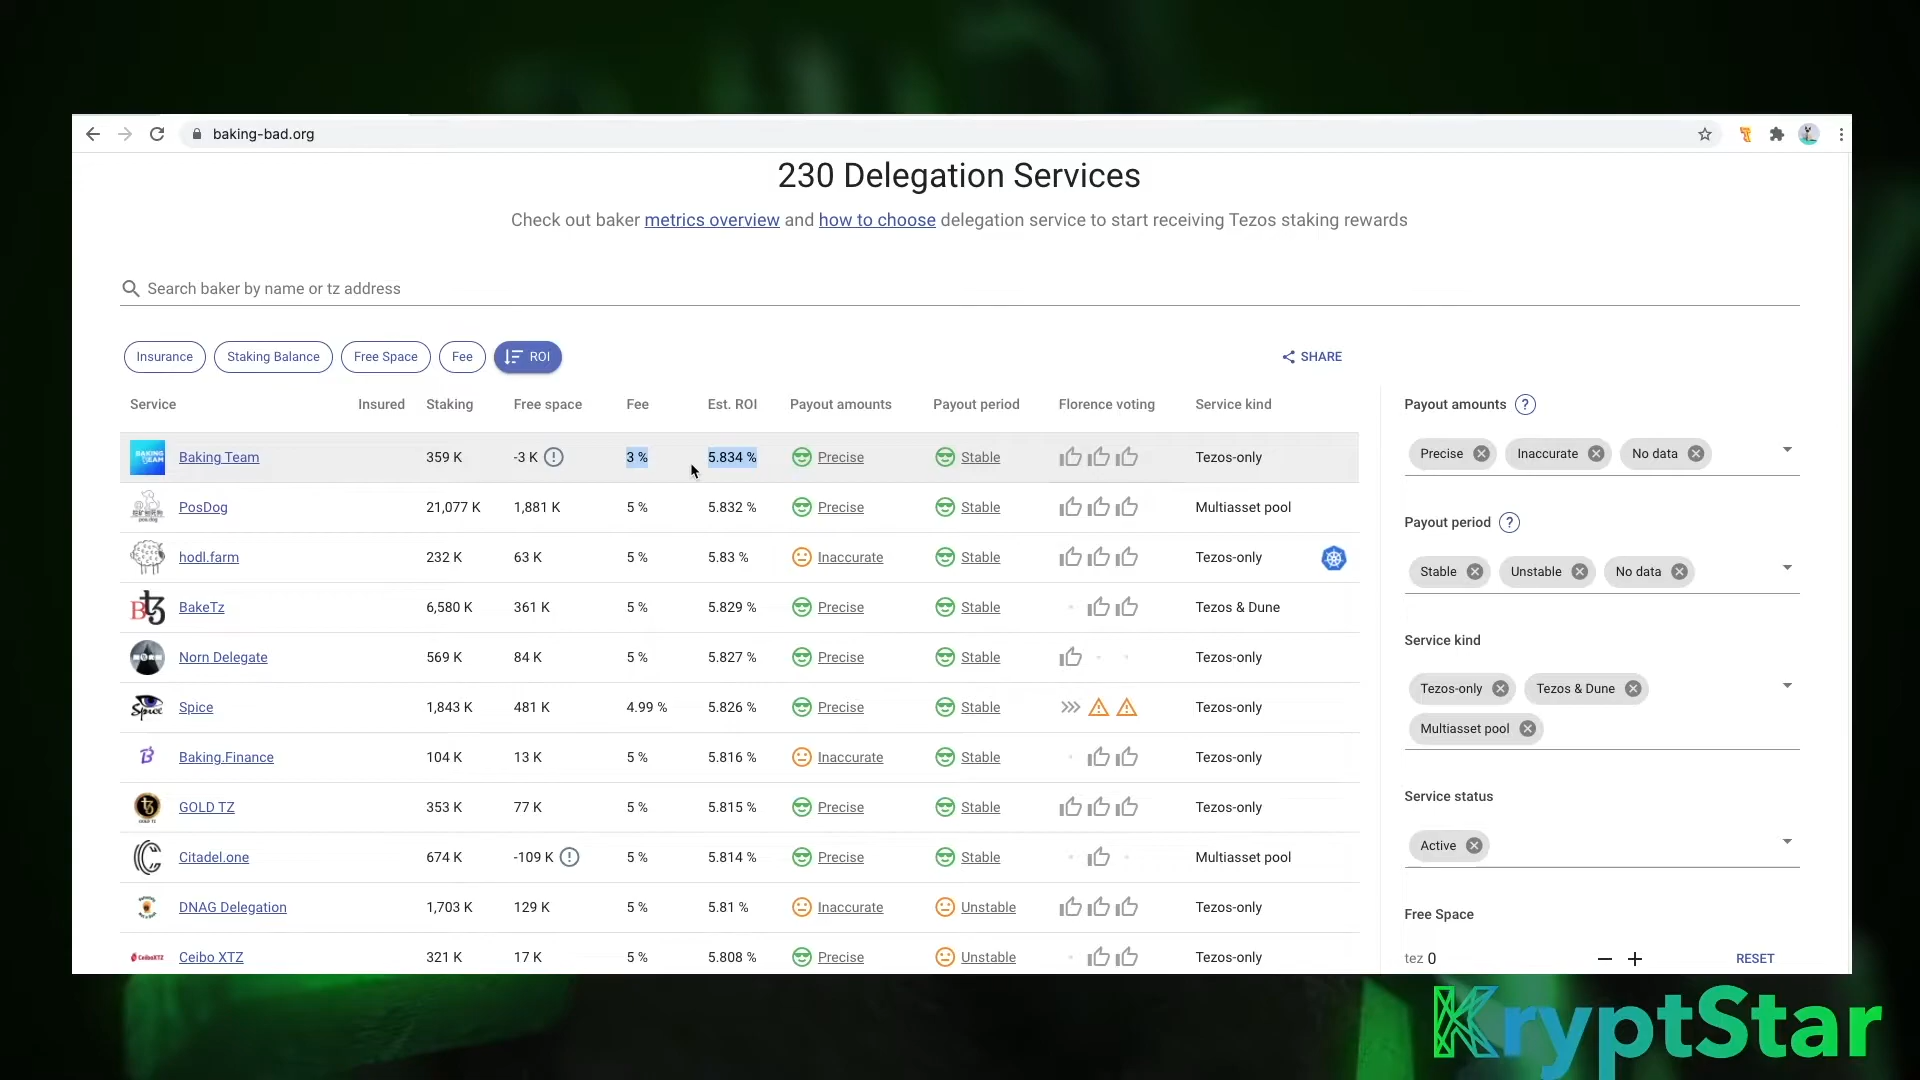 baking-bad.org
230 Delegation Services
Check out baker metrics overview and how to choose delegation service to start receiving Tezos staking rewards
Search baker by name or tz address
Insurance Staking Balance Free Space Fee ROI SHARE
Service Insured Staking Free space Fee Est. ROI Payout amounts Payout period Florence voting Service kind
BAKING TEAM Baking Team 359 K -3 K 3 % 5.834 % Precise Stable Tezos-only
PosDog 21,077 K 1,881 K 5 % 5.832 % Precise Stable Multiasset pool
hodl.farm 232 K 63 K 5 % 5.83 % Inaccurate Stable Tezos-only
BakeTz 6,580 K 361 K 5 % 5.829 % Precise Stable Tezos & Dune
Norn Delegate 569 K 84 K 5 % 5.827 % Precise Stable Tezos-only
Spice Spice 1,843 K 481 K 4.99 % 5.826 % Precise Stable Tezos-only
Baking.Finance 104 K 13 K 5 % 5.816 % Inaccurate Stable Tezos-only
GOLD TZ 353 K 77 K 5 % 5.815 % Precise Stable Tezos-only
Citadel.one 674 K -109 K 5 % 5.814 % Precise Stable Multiasset pool
DNAG Delegation 1,703 K 129 K 5 % 5.81 % Inaccurate Unstable Tezos-only
CeiboXTZ Ceibo XTZ 321 K 17 K 5 % 5.808 % Precise Unstable Tezos-only
Payout amounts ?
Precise Inaccurate No data
Payout period ?
Stable Unstable No data
Service kind
Tezos-only Tezos & Dune
Multiasset pool
Service status
Active
Free Space
tez 0 RESET
KryptStar